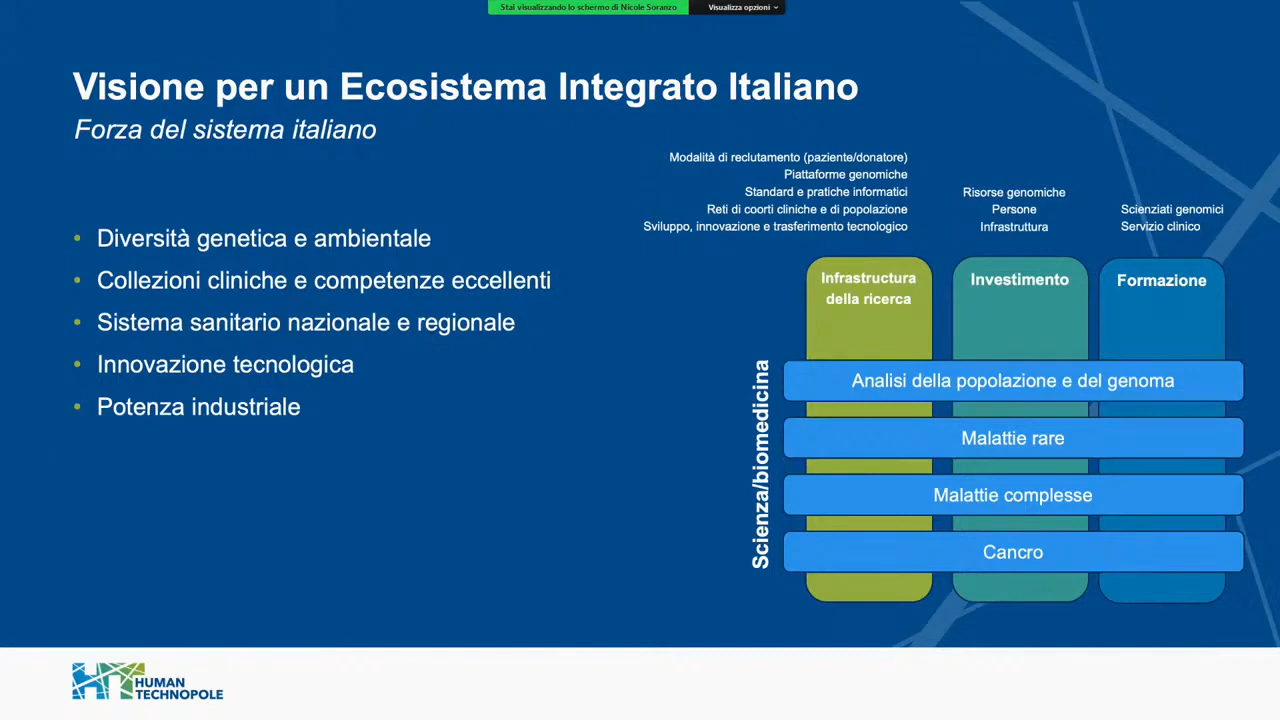 Stai visualizzando lo schermo di Nicole Soranzo
Visualizza opzioni
Visione per un Ecosistema Integrato Italiano
Forza del sistema italiano
• Diversità genetica e ambientale
• Collezioni cliniche e competenze eccellenti
• Sistema sanitario nazionale e regionale
• Innovazione tecnologica
• Potenza industriale
Modalità di reclutamento (paziente/donatore)
Piattaforme genomiche
Standard e pratiche informatici
Reti di coorti cliniche e di popolazione
Sviluppo, innovazione e trasferimento tecnologico
Risorse genomiche
Persone
Infrastruttura
Scienziati genomici
Servizio clinico
Infrastructura
della ricerca
Investimento
Formazione
Scienza/biomedicina
Analisi della popolazione e del genoma
Malattie rare
Malattie complesse
Cancro
HT
HUMAN
TECHNOPOLE